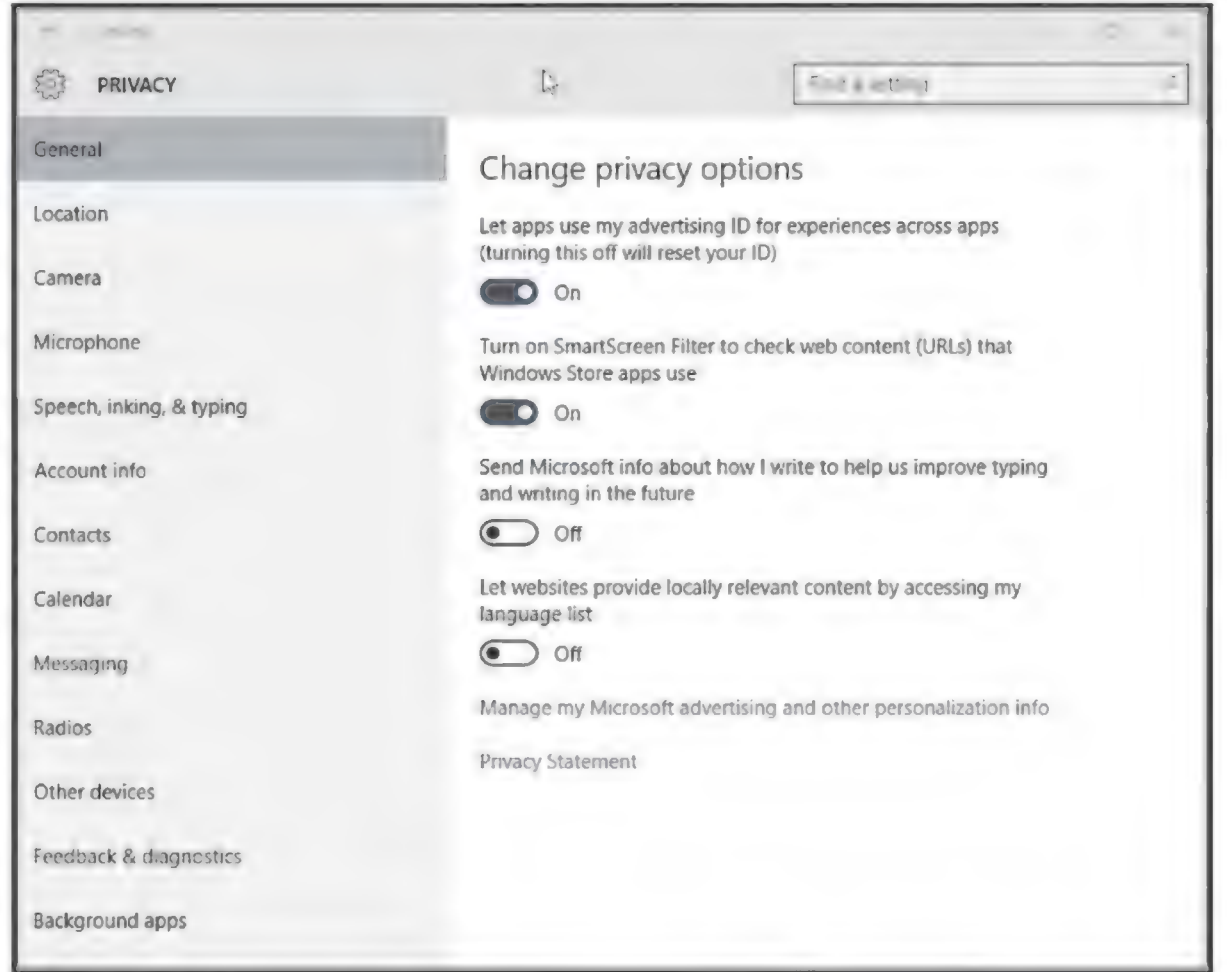 PRIVACY
Find a setting
General
Location
Camera
Microphone
Speech, inking, & typing
Account info
Contacts
Calendar
Messaging
Radios
Other devices
Feedback & diagnostics
Background apps
Change privacy options
Let apps use my advertising ID for experiences across apps
(turning this off will reset your ID)
On
Turn on SmartScreen Filter to check web content (URLs) that
Windows Store apps use
On
Send Microsoft info about how I write to help us improve typing
and writing in the future
Off
Let websites provide locally relevant content by accessing my
language list
Off
Manage my Microsoft advertising and other personalization info
Privacy Statement